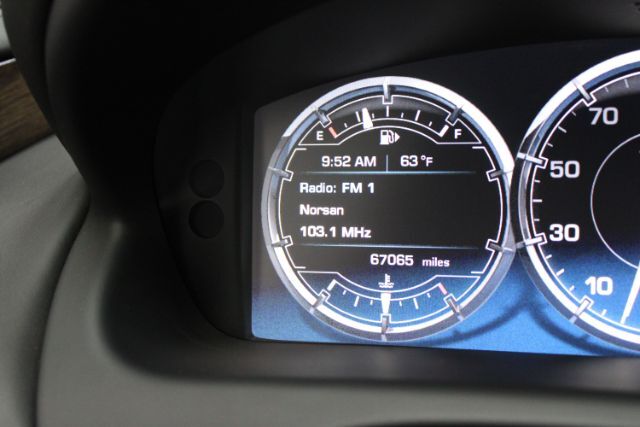 E F
9:52 AM 63 °F
Radio: FM 1
Norsan
103.1 MHz
67065 miles
70
50
30
10